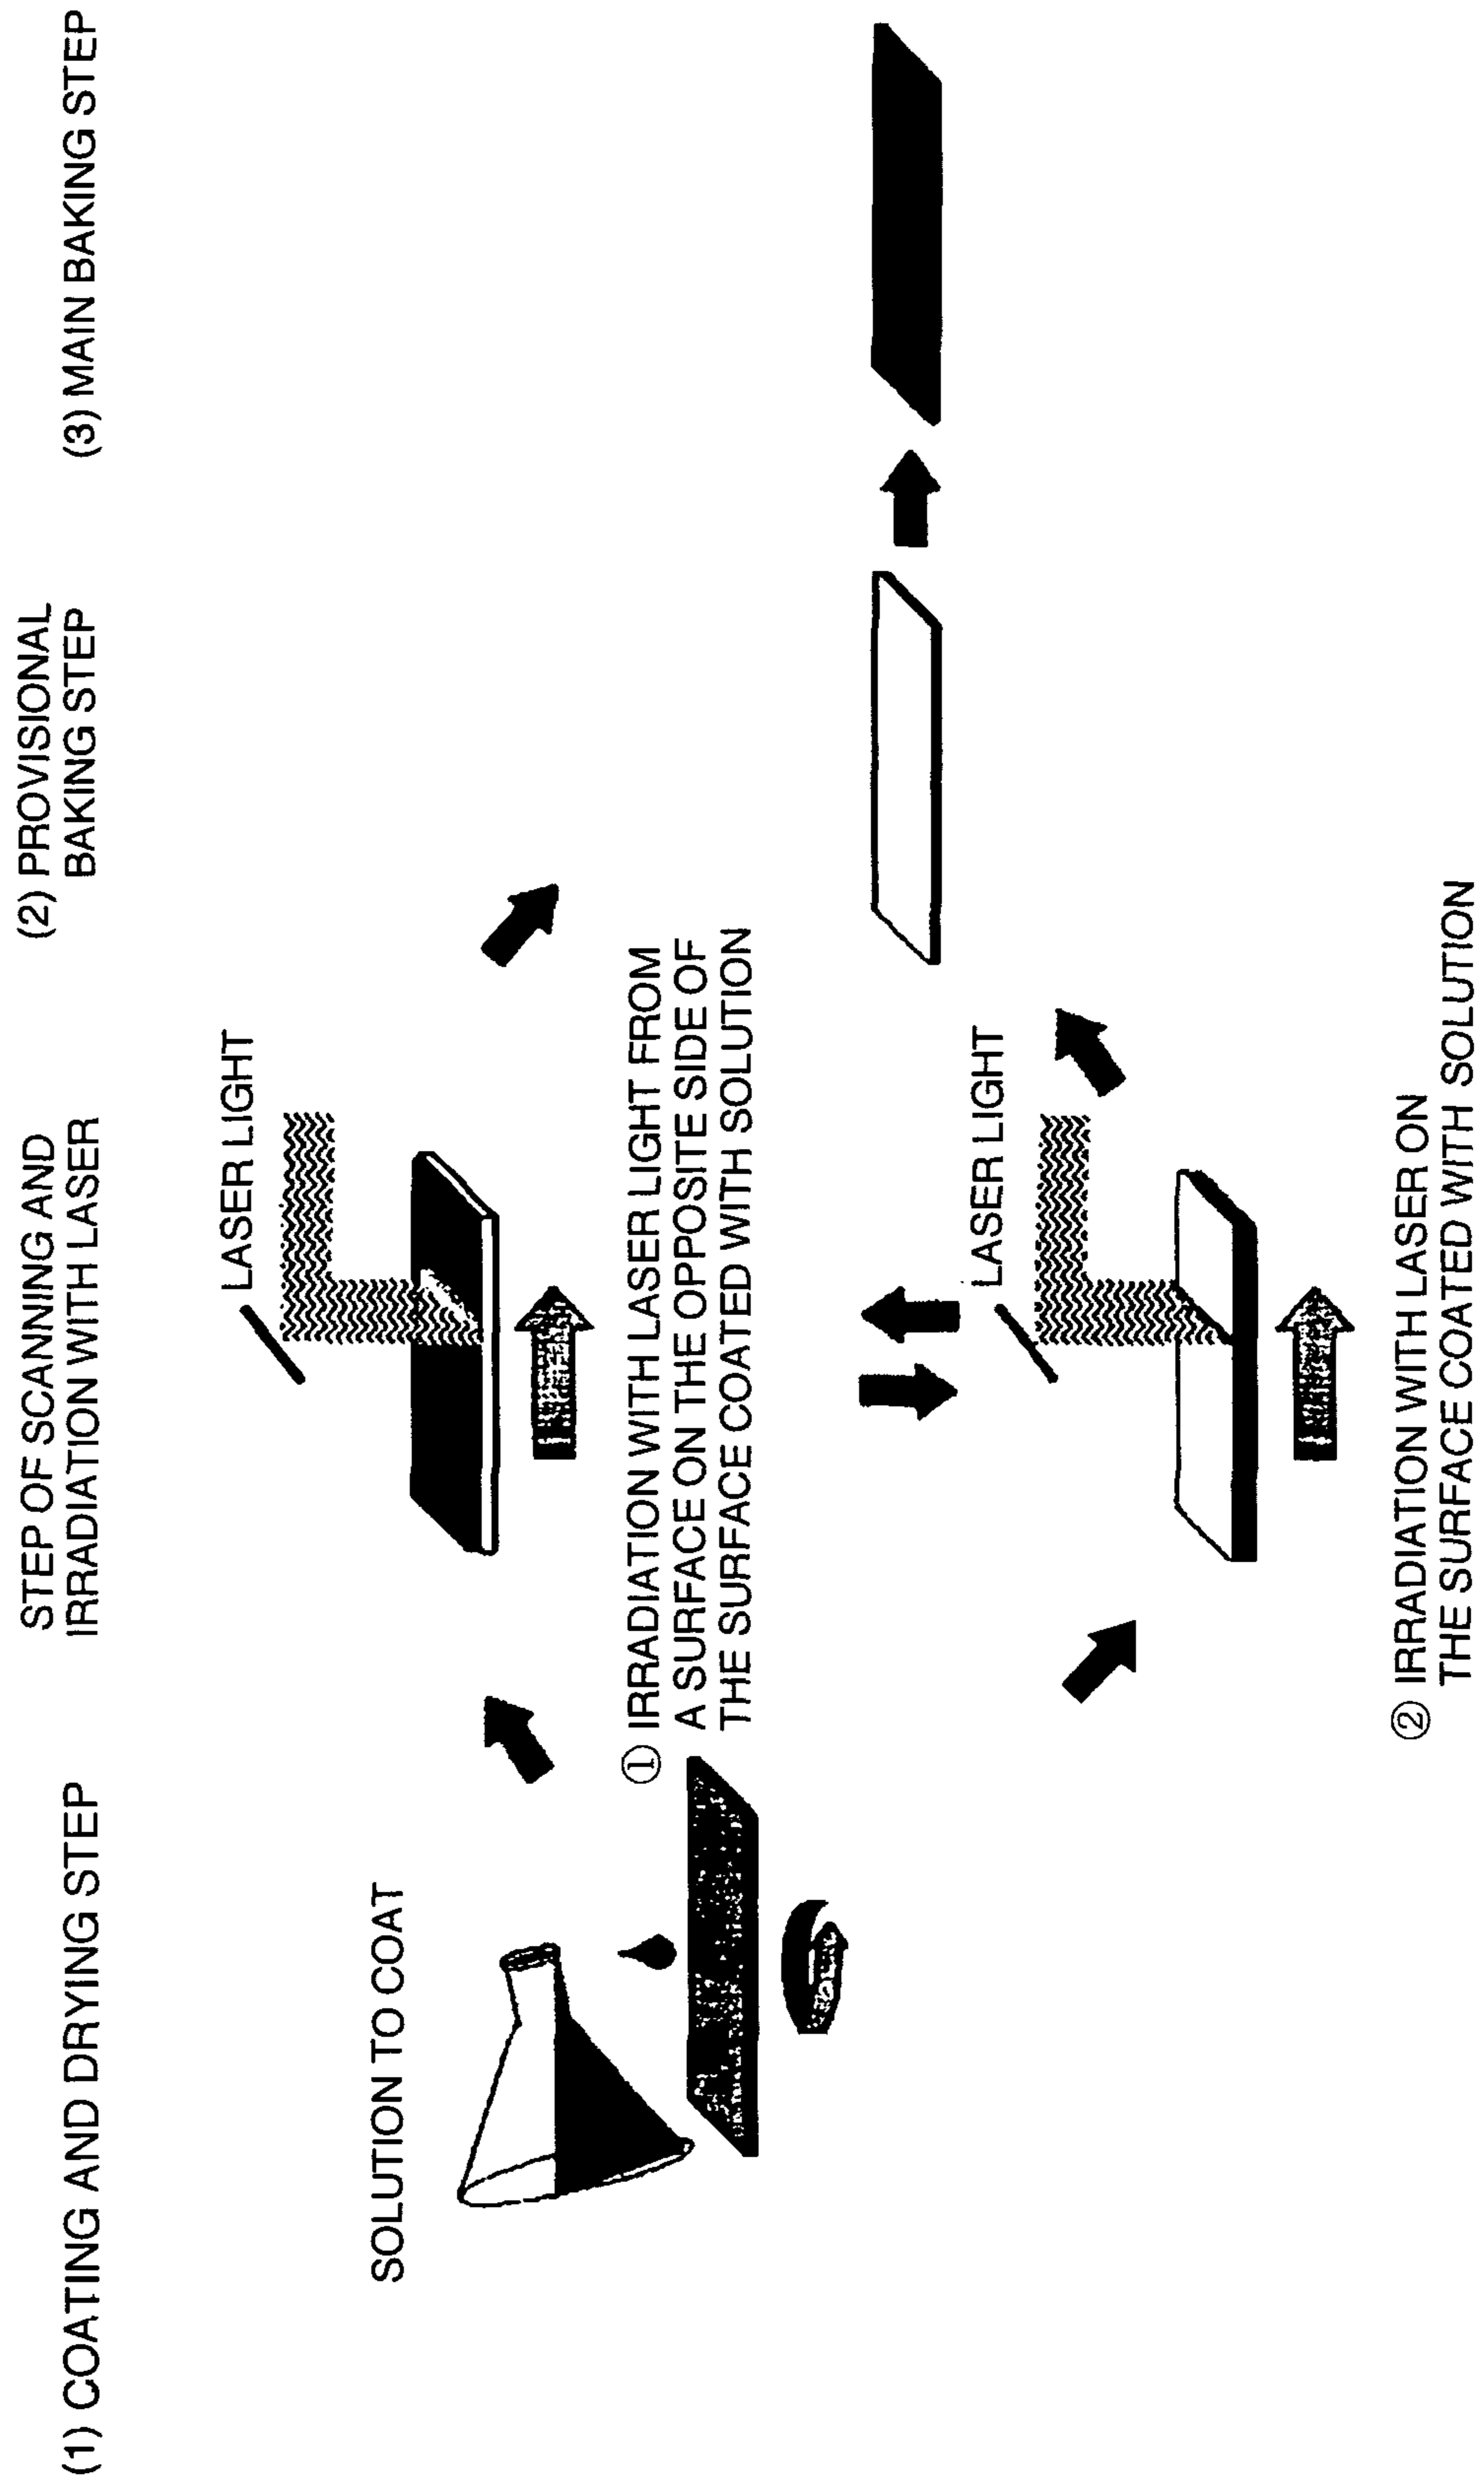 (1) COATING AND DRYING STEP
STEP OF SCANNING AND
IRRADIATION WITH LASER
(2) PROVISIONAL
BAKING STEP
(3) MAIN BAKING STEP
SOLUTION TO COAT
LASER LIGHT
① IRRADIATION WITH LASER LIGHT FROM
A SURFACE ON THE OPPOSITE SIDE OF
THE SURFACE COATED WITH SOLUTION
LASER LIGHT
② IRRADIATION WITH LASER ON
THE SURFACE COATED WITH SOLUTION